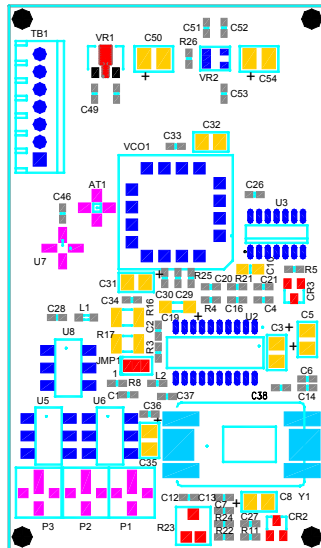 TB1
VR1
C50
C51
C52
R26
VR2
C54
C49
C53
C33
C32
VCO1
C46
AT1
U7
C26
U3
C10
R5
C31
R25
C20
R21
C21
CR3
C34
R16
C30
C29
R4
C16
C4
C28
L1
C19
U2
C2
C3
C5
U8
R17
R3
JMP1
1
R8
L2
C6
C38
C14
C1
C37
U5
U6
C36
C35
P3
P2
P1
C12
C13
C7
C8
Y1
R23
R24
C27
CR2
R22
R11